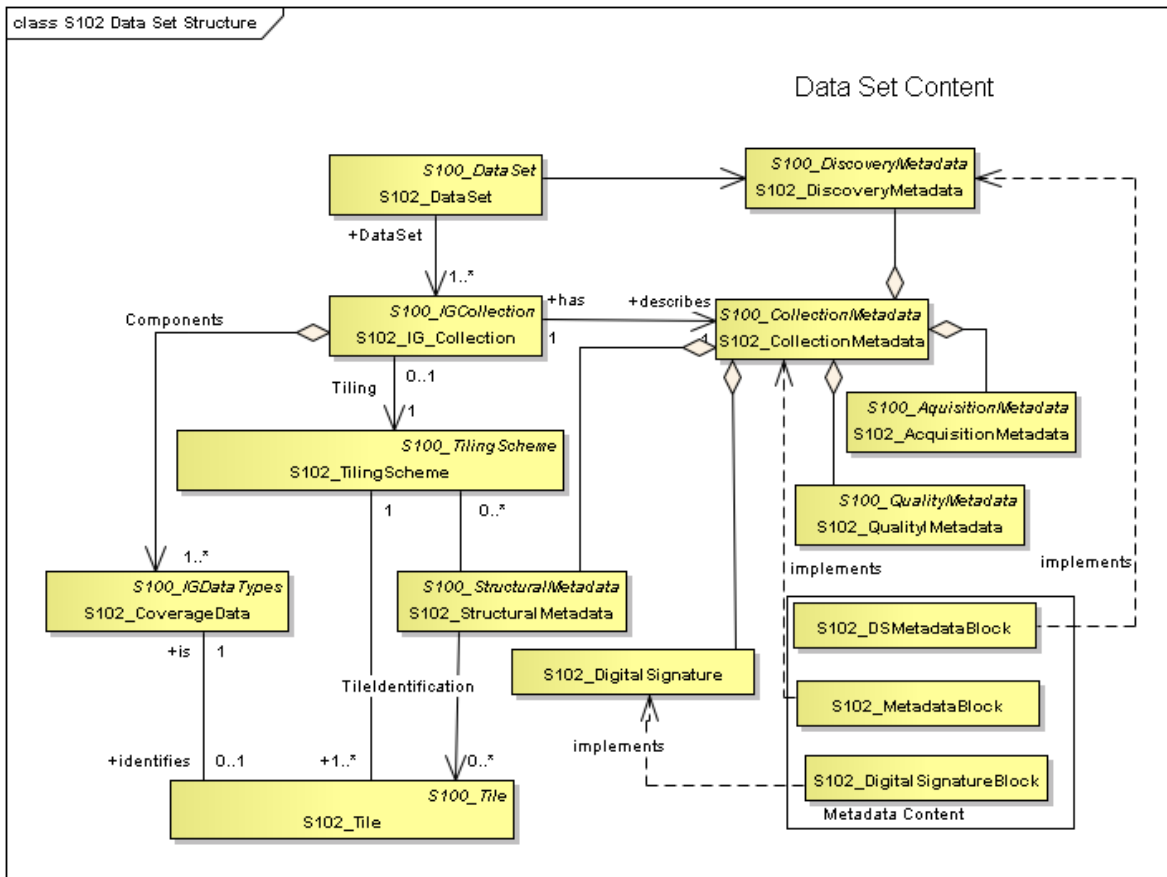 class S102 Data Set Structure
Data Set Content
S100_DataSet
S102_DataSet
S100_DiscoveryMetadata
S102_DiscoveryMetadata
+DataSet
1..*
S100_IGCollection
S102_IG_Collection
+has
1
+describes
1
S100_CollectionMetadata
S102_CollectionMetadata
Components
0..1
Tiling
1
S100_AquisitionMetadata
S102_AcquisitionMetadata
S100_TilingScheme
S102_TilingScheme
1
0..*
S100_QualityMetadata
S102_QualitylMetadata
1..*
implements
implements
S100_IGDataTypes
S102_CoverageData
S100_StructuralMetadata
S102_StructuralMetadata
S102_DSMetadataBlock
+is
1
S102_DigitalSignature
TileIdentification
S102_MetadataBlock
implements
+identifies
0..1
+1..*
0..*
S102_DigitalSignatureBlock
S100_Tile
S102_Tile
Metadata Content